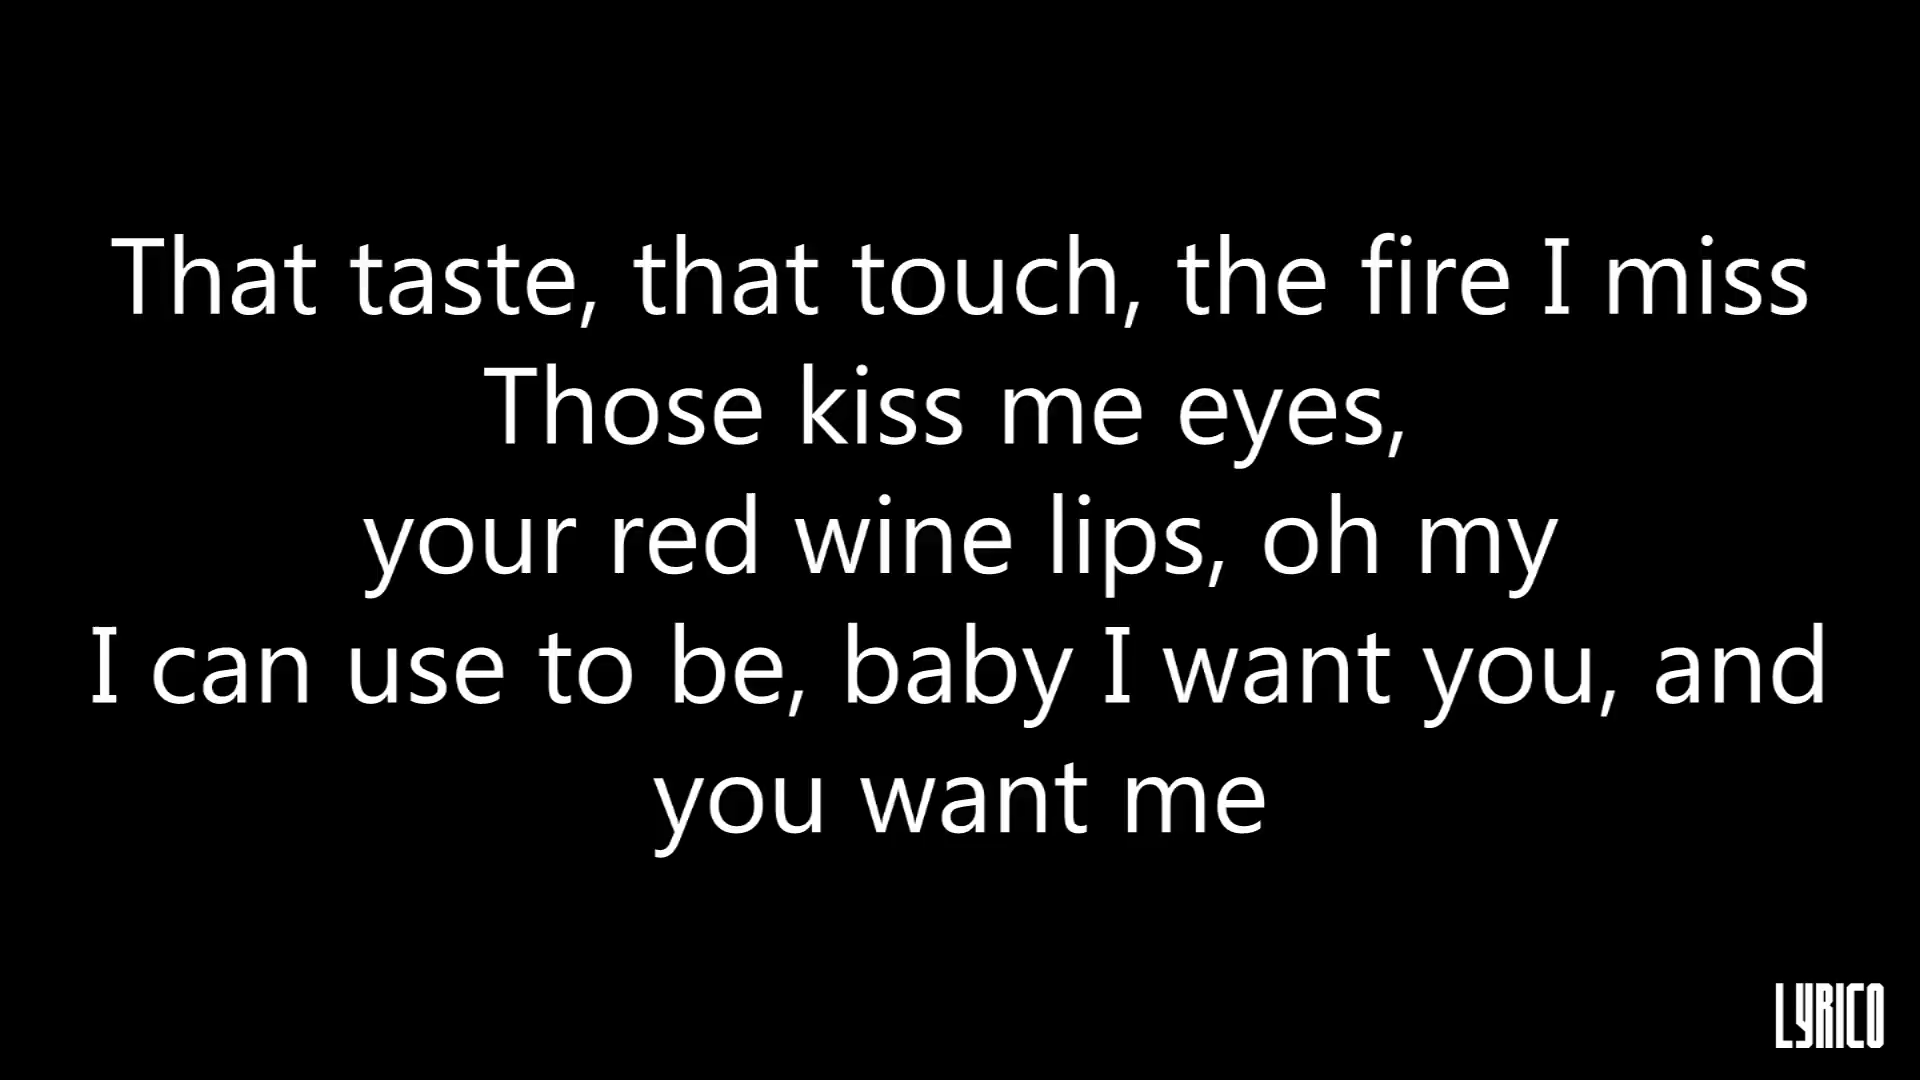 That taste, that touch, the fire I miss
Those kiss me eyes,
your red wine lips, oh my
I can use to be, baby I want you, and
you want me
LYRICO